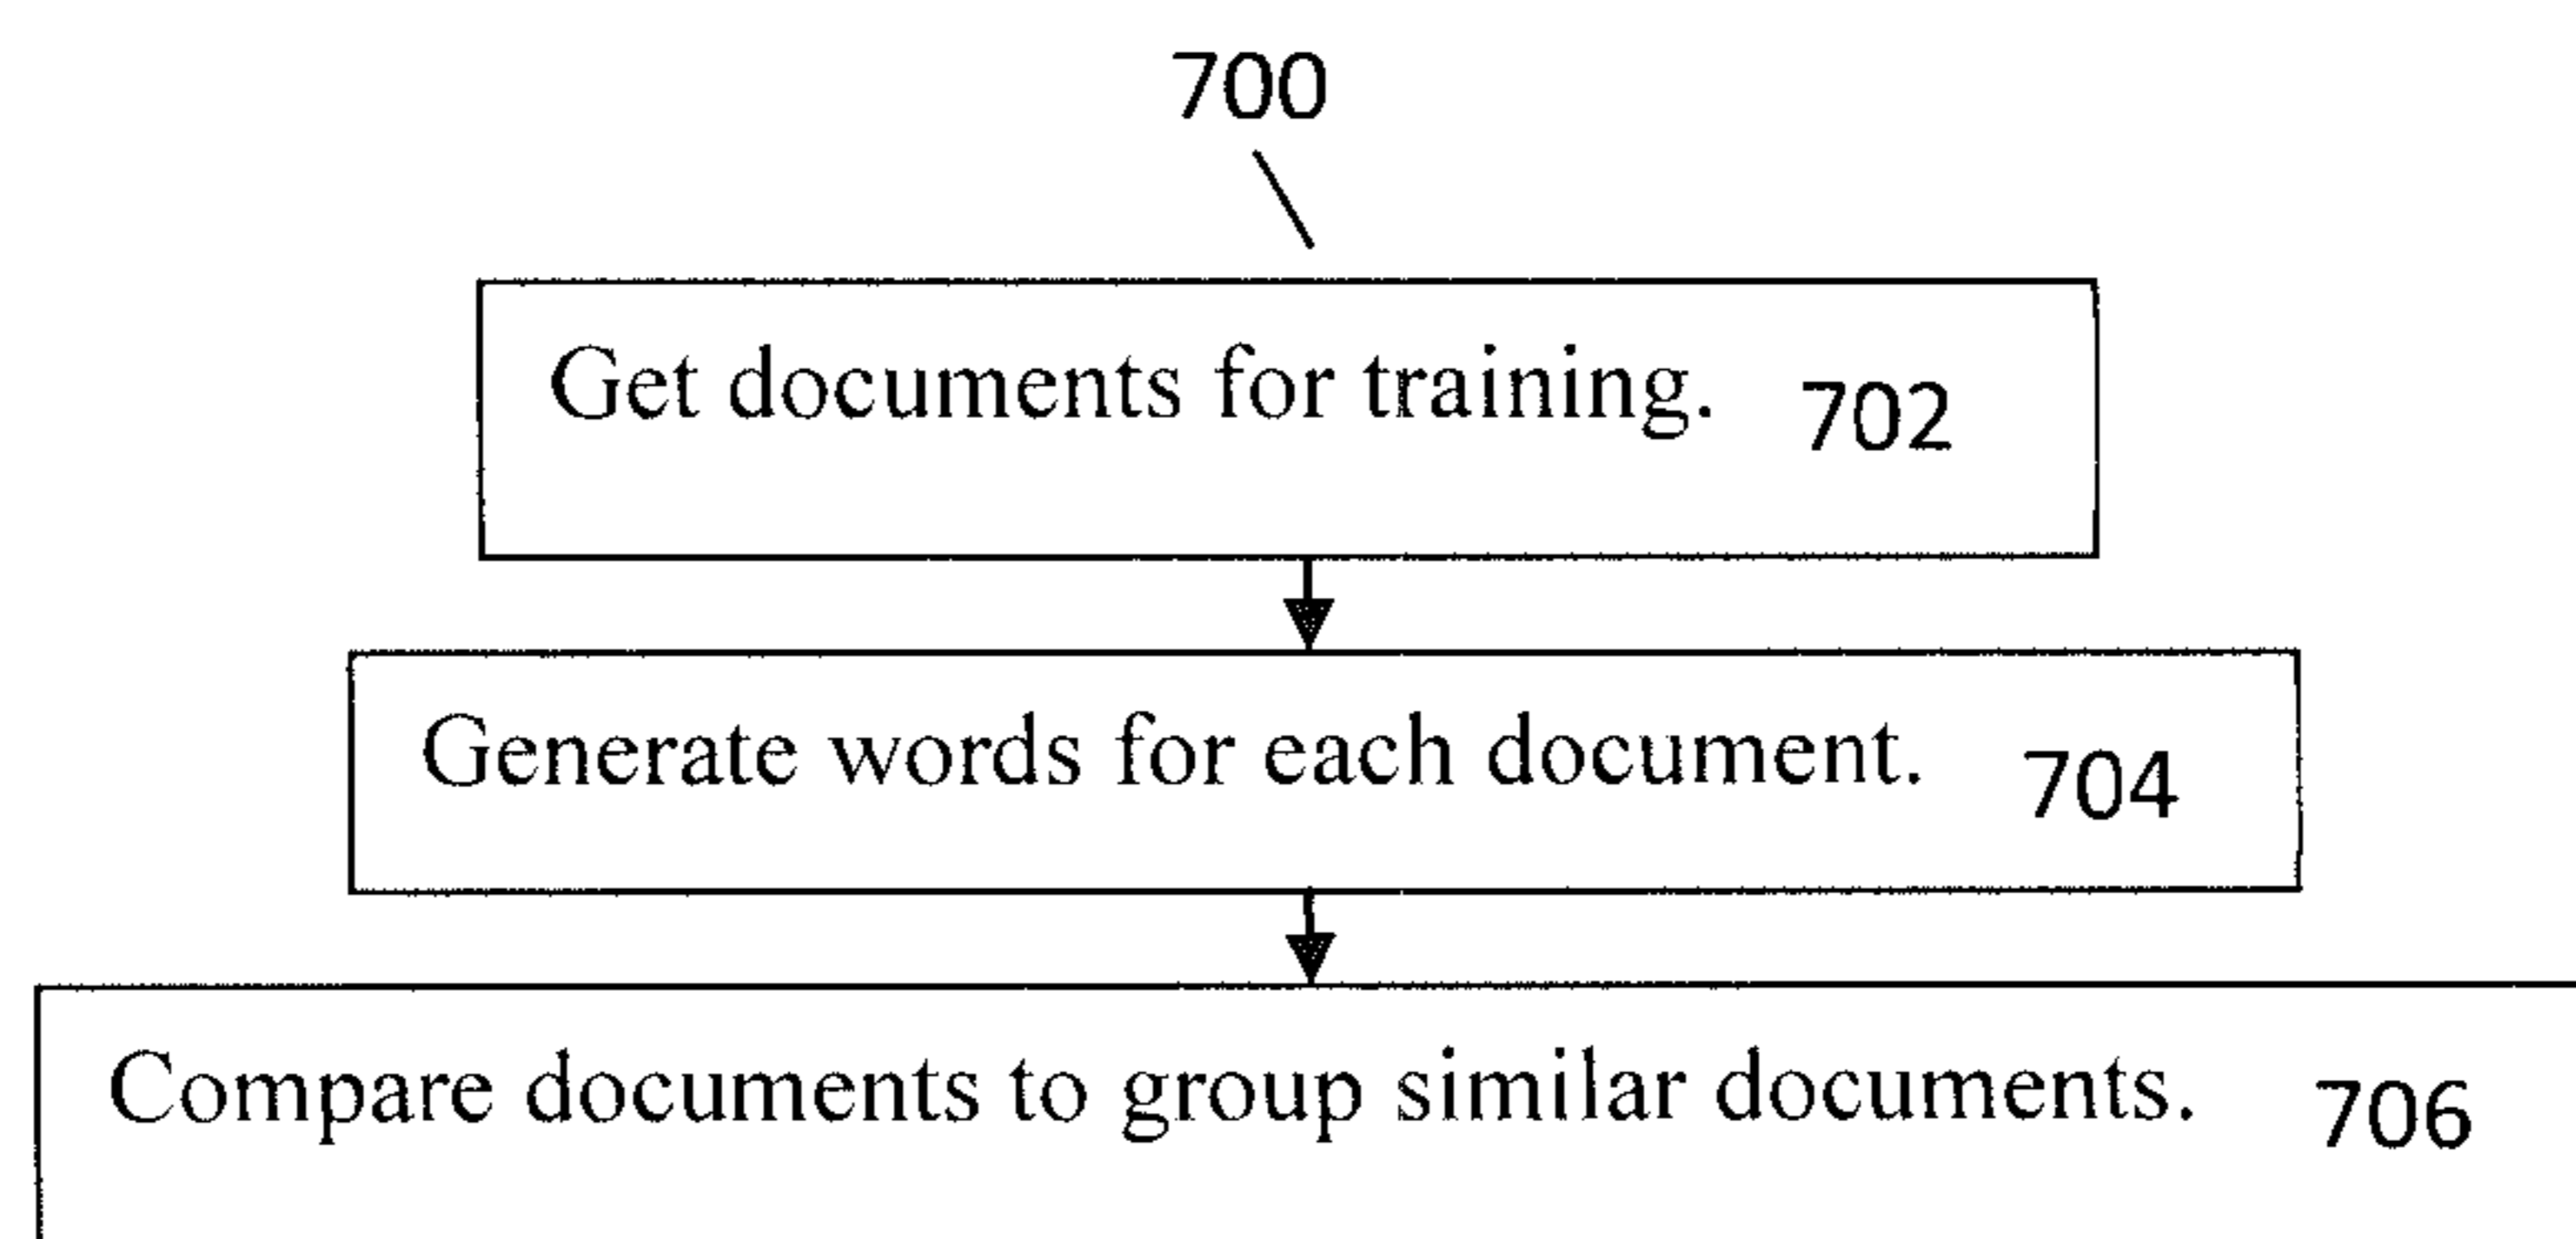 700
Get documents for training. 702
Generate words for each document. 704
Compare documents to group similar documents. 706